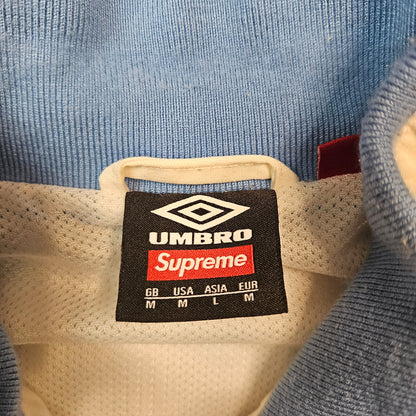 UMBRO
Supreme
GB USA ASIA EUR
M M L M